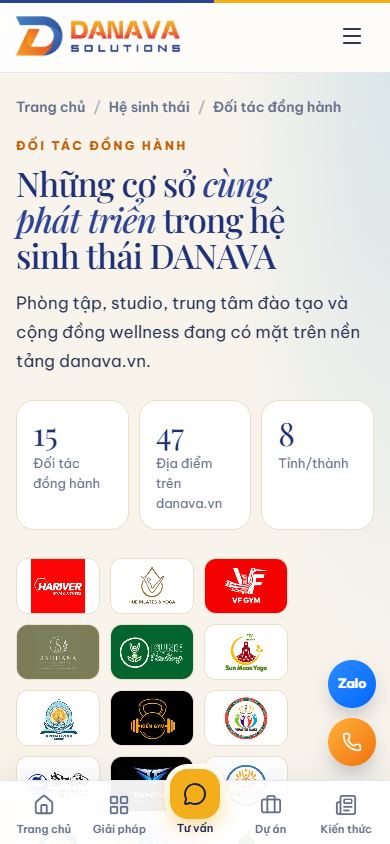 DANAVA
SOLUTIONS
Trang chủ / Hệ sinh thái / Đối tác đồng hành
ĐỐI TÁC ĐỒNG HÀNH
Những cơ sở cùng
phát triển trong hệ
sinh thái DANAVA
Phòng tập, studio, trung tâm đào tạo và
cộng đồng wellness đang có mặt trên nền
tảng danava.vn.
15
Đối tác
đồng hành
47
Địa điểm
trên
danava.vn
8
Tỉnh/thành
HARIVER
HUE PILATES & YOGA
VF GYM
Sun Moon Yoga
Zalo
Trang chủ
Giải pháp
Tư vấn
Dự án
Kiến thức